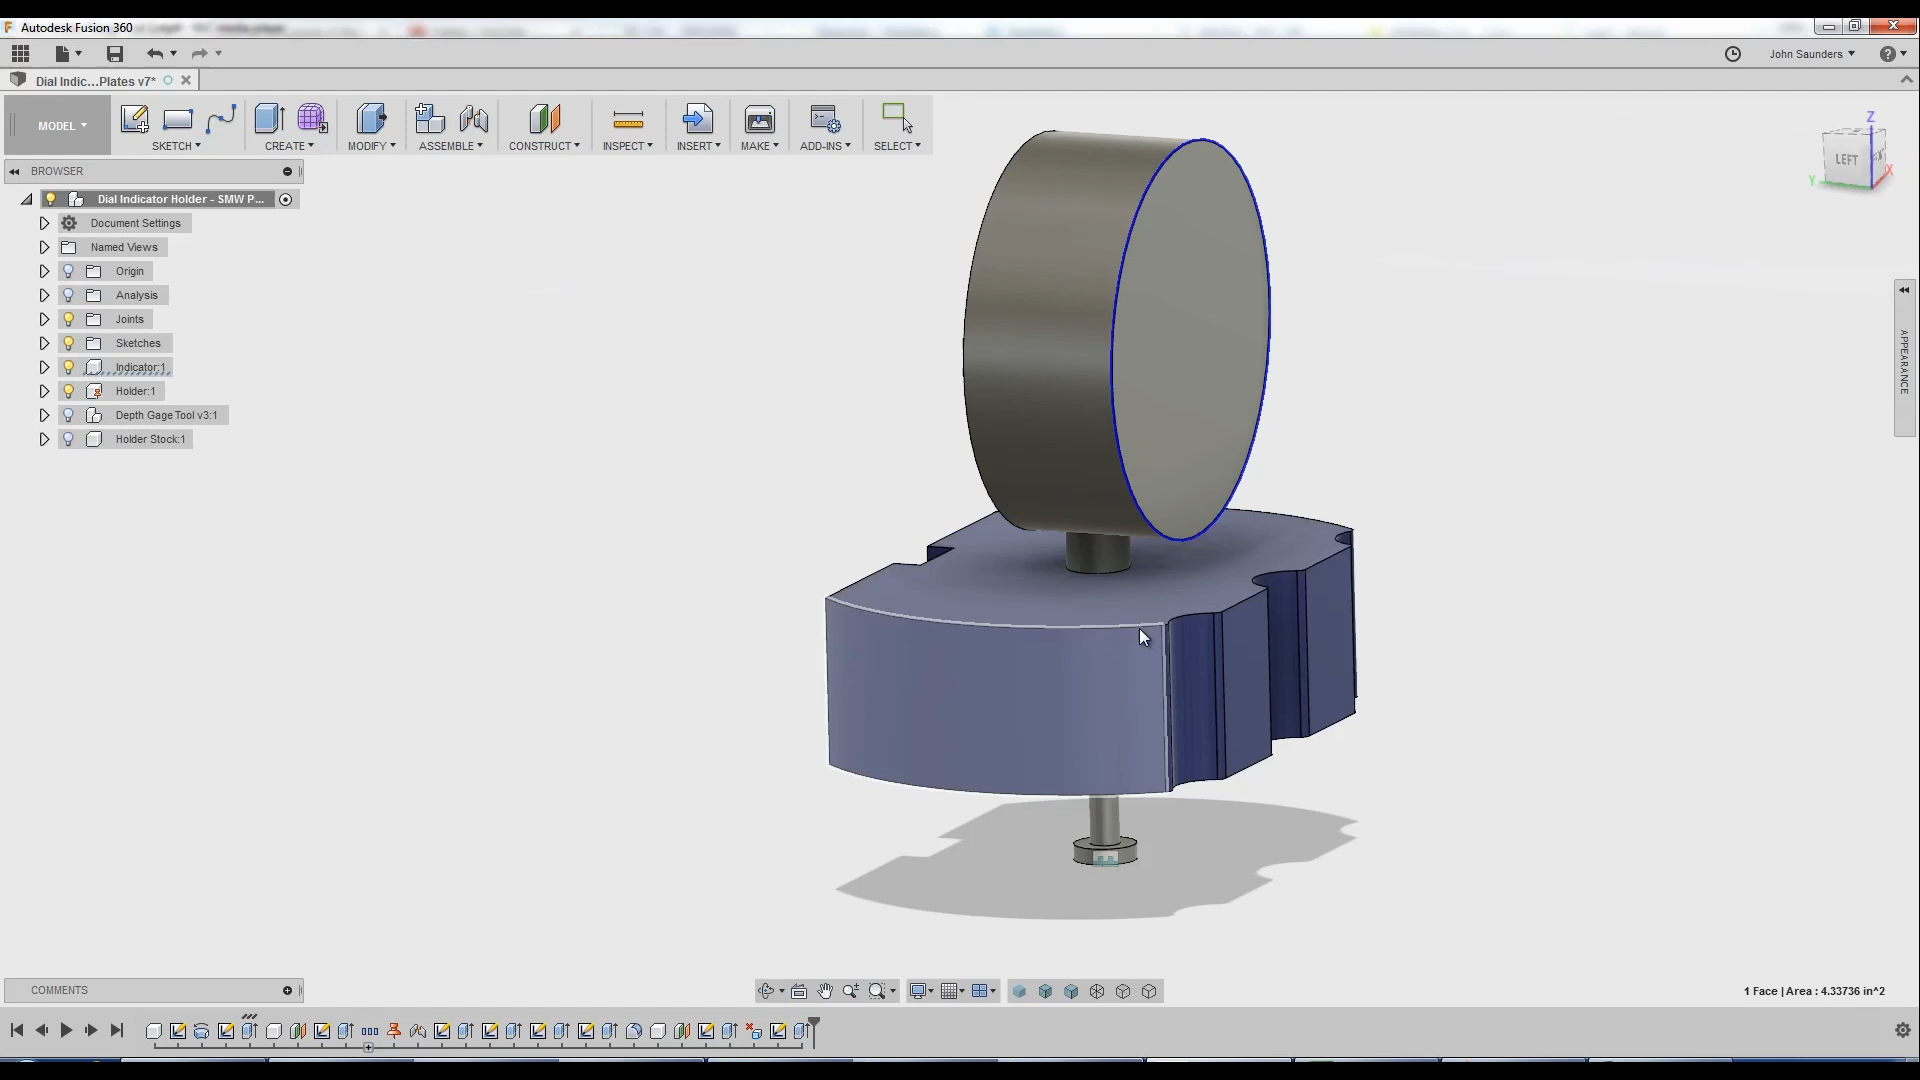 Autodesk Fusion 360
John Saunders
Dial Indic...Plates v7*
MODEL
SKETCH
CREATE
MODIFY
ASSEMBLE
CONSTRUCT
INSPECT
INSERT
MAKE
ADD-INS
SELECT
BROWSER
Dial Indicator Holder - SMW P...
Document Settings
Named Views
Origin
Analysis
Joints
Sketches
Indicator:1
Holder:1
Depth Gage Tool v3:1
Holder Stock:1
Z
LEFT
Y
X
APPEARANCE
COMMENTS
1 Face | Area : 4.33736 in^2